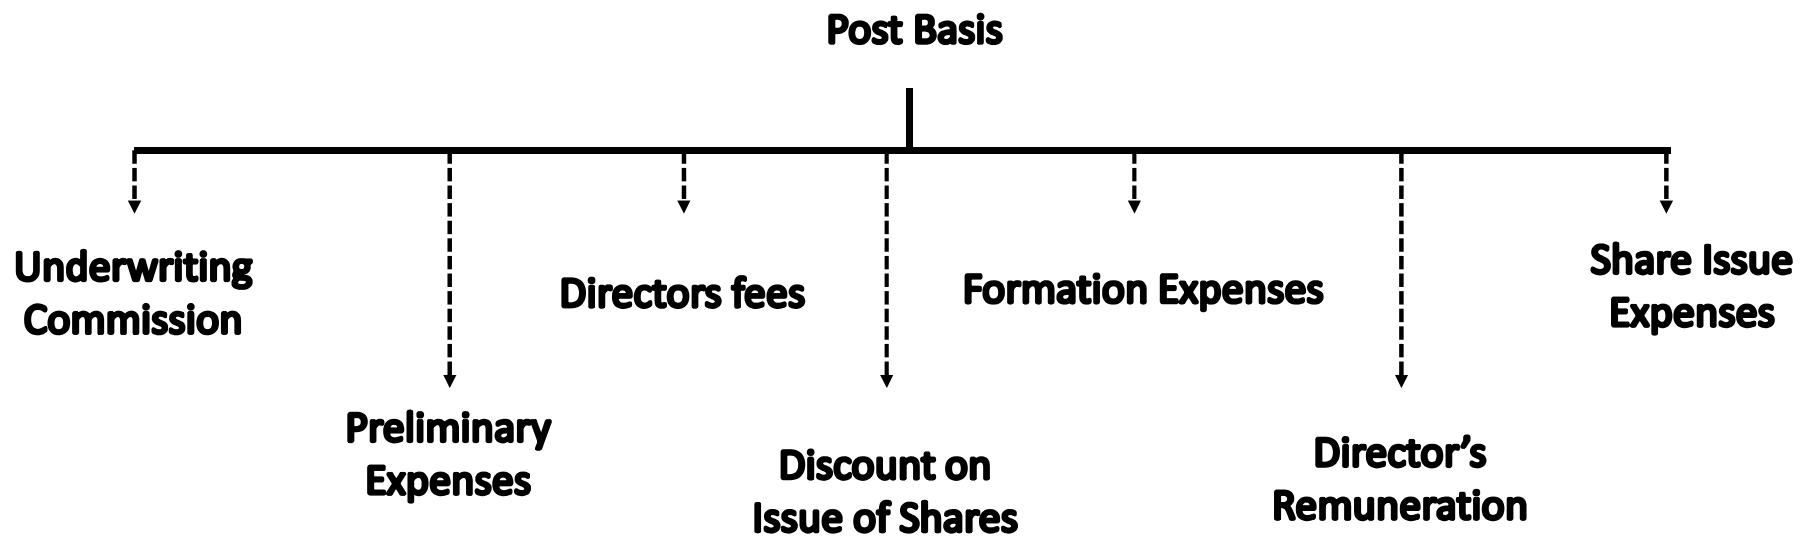 Post Basis
Underwriting
Commission
Preliminary
Expenses
Directors fees
Discount on
Issue of Shares
Formation Expenses
Director’s
Remuneration
Share Issue
Expenses